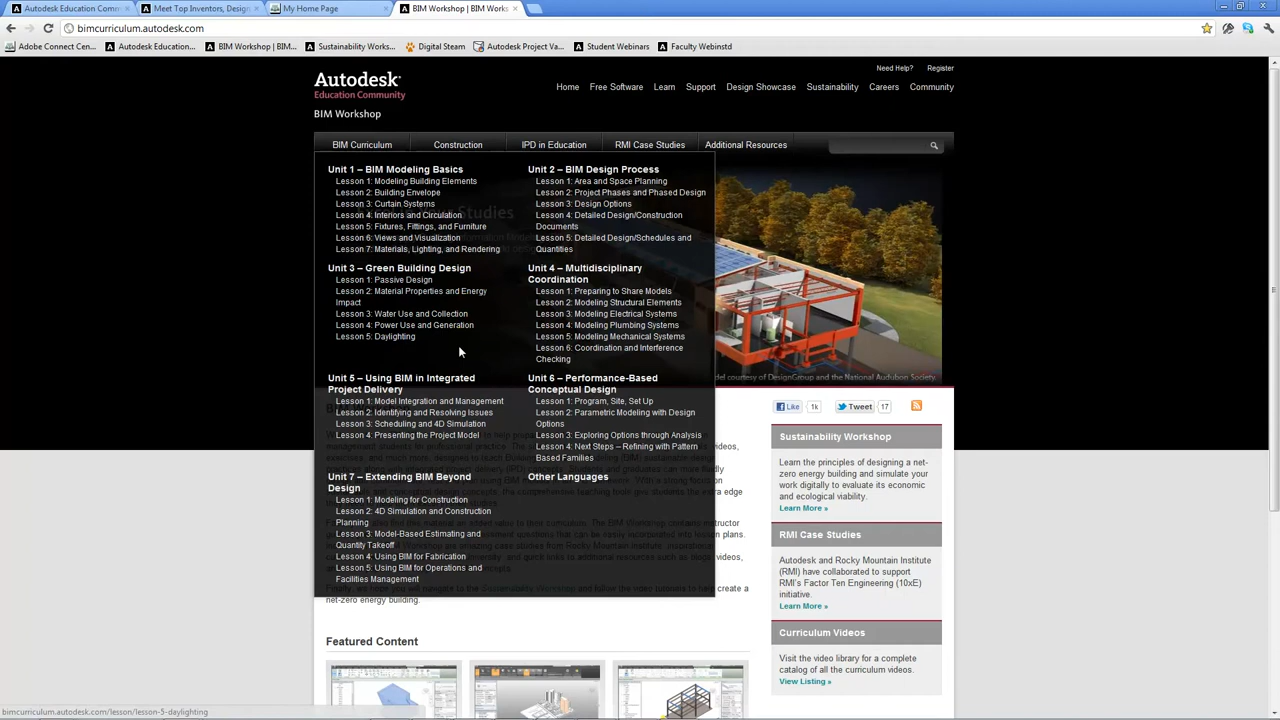 Autodesk Education Comm
Meet Top Inventors, Design
My Home Page
BIM Workshop | BIM Works
bimcurriculum.autodesk.com
Adobe Connect Cen...
Autodesk Education...
BIM Workshop | BIM...
Sustainability Works...
Digital Steam
Autodesk Project Va...
Student Webinars
Faculty Webinstd
Need Help?
Register
Autodesk
Education Community
Home
Free Software
Learn
Support
Design Showcase
Sustainability
Careers
Community
BIM Workshop
BIM Curriculum
Construction
IPD in Education
RMI Case Studies
Additional Resources
Unit 1 – BIM Modeling Basics
Lesson 1: Modeling Building Elements
Lesson 2: Building Envelope
Lesson 3: Curtain Systems
Lesson 4: Interiors and Circulation
Lesson 5: Fixtures, Fittings, and Furniture
Lesson 6: Views and Visualization
Lesson 7: Materials, Lighting, and Rendering
Unit 2 – BIM Design Process
Lesson 1: Area and Space Planning
Lesson 2: Project Phases and Phased Design
Lesson 3: Design Options
Lesson 4: Detailed Design/Construction
Documents
Lesson 5: Detailed Design/Schedules and
Quantities
Unit 3 – Green Building Design
Lesson 1: Passive Design
Lesson 2: Material Properties and Energy
Impact
Lesson 3: Water Use and Collection
Lesson 4: Power Use and Generation
Lesson 5: Daylighting
Unit 4 – Multidisciplinary
Coordination
Lesson 1: Preparing to Share Models
Lesson 2: Modeling Structural Elements
Lesson 3: Modeling Electrical Systems
Lesson 4: Modeling Plumbing Systems
Lesson 5: Modeling Mechanical Systems
Lesson 6: Coordination and Interference
Checking
Unit 5 – Using BIM in Integrated
Project Delivery
Lesson 1: Model Integration and Management
Lesson 2: Identifying and Resolving Issues
Lesson 3: Scheduling and 4D Simulation
Lesson 4: Presenting the Project Model
Unit 6 – Performance-Based
Conceptual Design
Lesson 1: Program, Site, Set Up
Lesson 2: Parametric Modeling with Design
Options
Lesson 3: Exploring Options through Analysis
Lesson 4: Next Steps – Refining with Pattern
Based Families
Unit 7 – Extending BIM Beyond
Design
Lesson 1: Modeling for Construction
Lesson 2: 4D Simulation and Construction
Planning
Lesson 3: Model-Based Estimating and
Quantity Takeoff
Lesson 4: Using BIM for Fabrication
Lesson 5: Using BIM for Operations and
Facilities Management
Other Languages
Studies
del courtesy of DesignGroup and the National Audubon Society.
net-zero energy building.
Featured Content
Like
1k
Tweet
17
Sustainability Workshop
Learn the principles of designing a net-
zero energy building and simulate your
work digitally to evaluate its economic
and ecological viability.
Learn More »
RMI Case Studies
Autodesk and Rocky Mountain Institute
(RMI) have collaborated to support
RMI's Factor Ten Engineering (10xE)
initiative.
Learn More »
Curriculum Videos
Visit the video library for a complete
catalog of all the curriculum videos.
View Listing »
bimcurriculum.autodesk.com/lesson/lesson-5-daylighting